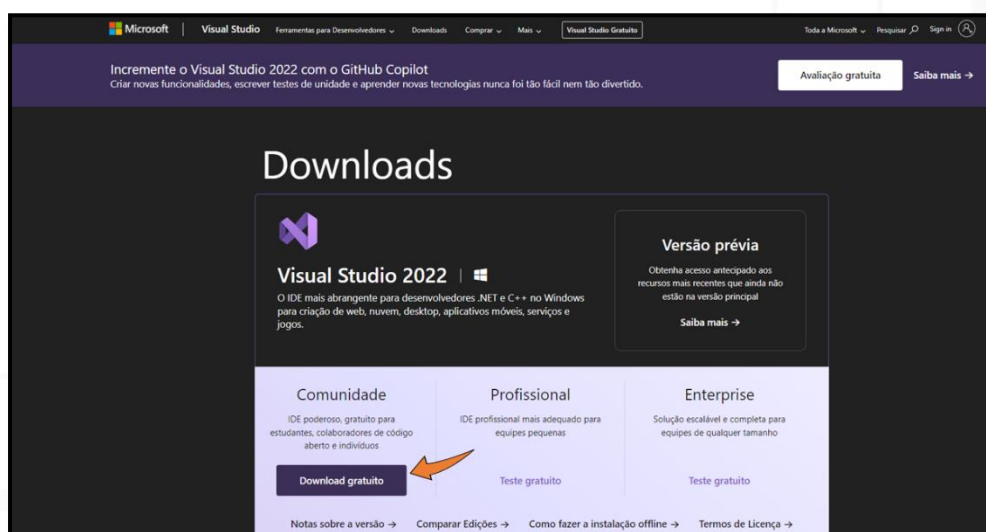 Microsoft | Visual Studio Ferramentas para Desenvolvedores Downloads Comprar Mais Visual Studio Gratuito Toda a Microsoft Pesquisar Sign in
Incremente o Visual Studio 2022 com o GitHub Copilot
Criar novas funcionalidades, escrever testes de unidade e aprender novas tecnologias nunca foi tão fácil nem tão divertido.
Avaliação gratuita Saiba mais →
Downloads
Visual Studio 2022 |
O IDE mais abrangente para desenvolvedores .NET e C++ no Windows
para criação de web, nuvem, desktop, aplicativos móveis, serviços e
jogos.
Versão prévia
Obtenha acesso antecipado aos
recursos mais recentes que ainda não
estão na versão principal
Saiba mais →
Comunidade
IDE poderoso, gratuito para
estudantes, colaboradores de código
aberto e indivíduos
Download gratuito
Profissional
IDE profissional mais adequado para
equipes pequenas
Teste gratuito
Enterprise
Solução escalável e completa para
equipes de qualquer tamanho
Teste gratuito
Notas sobre a versão → Comparar Edições → Como fazer a instalação offline → Termos de Licença →